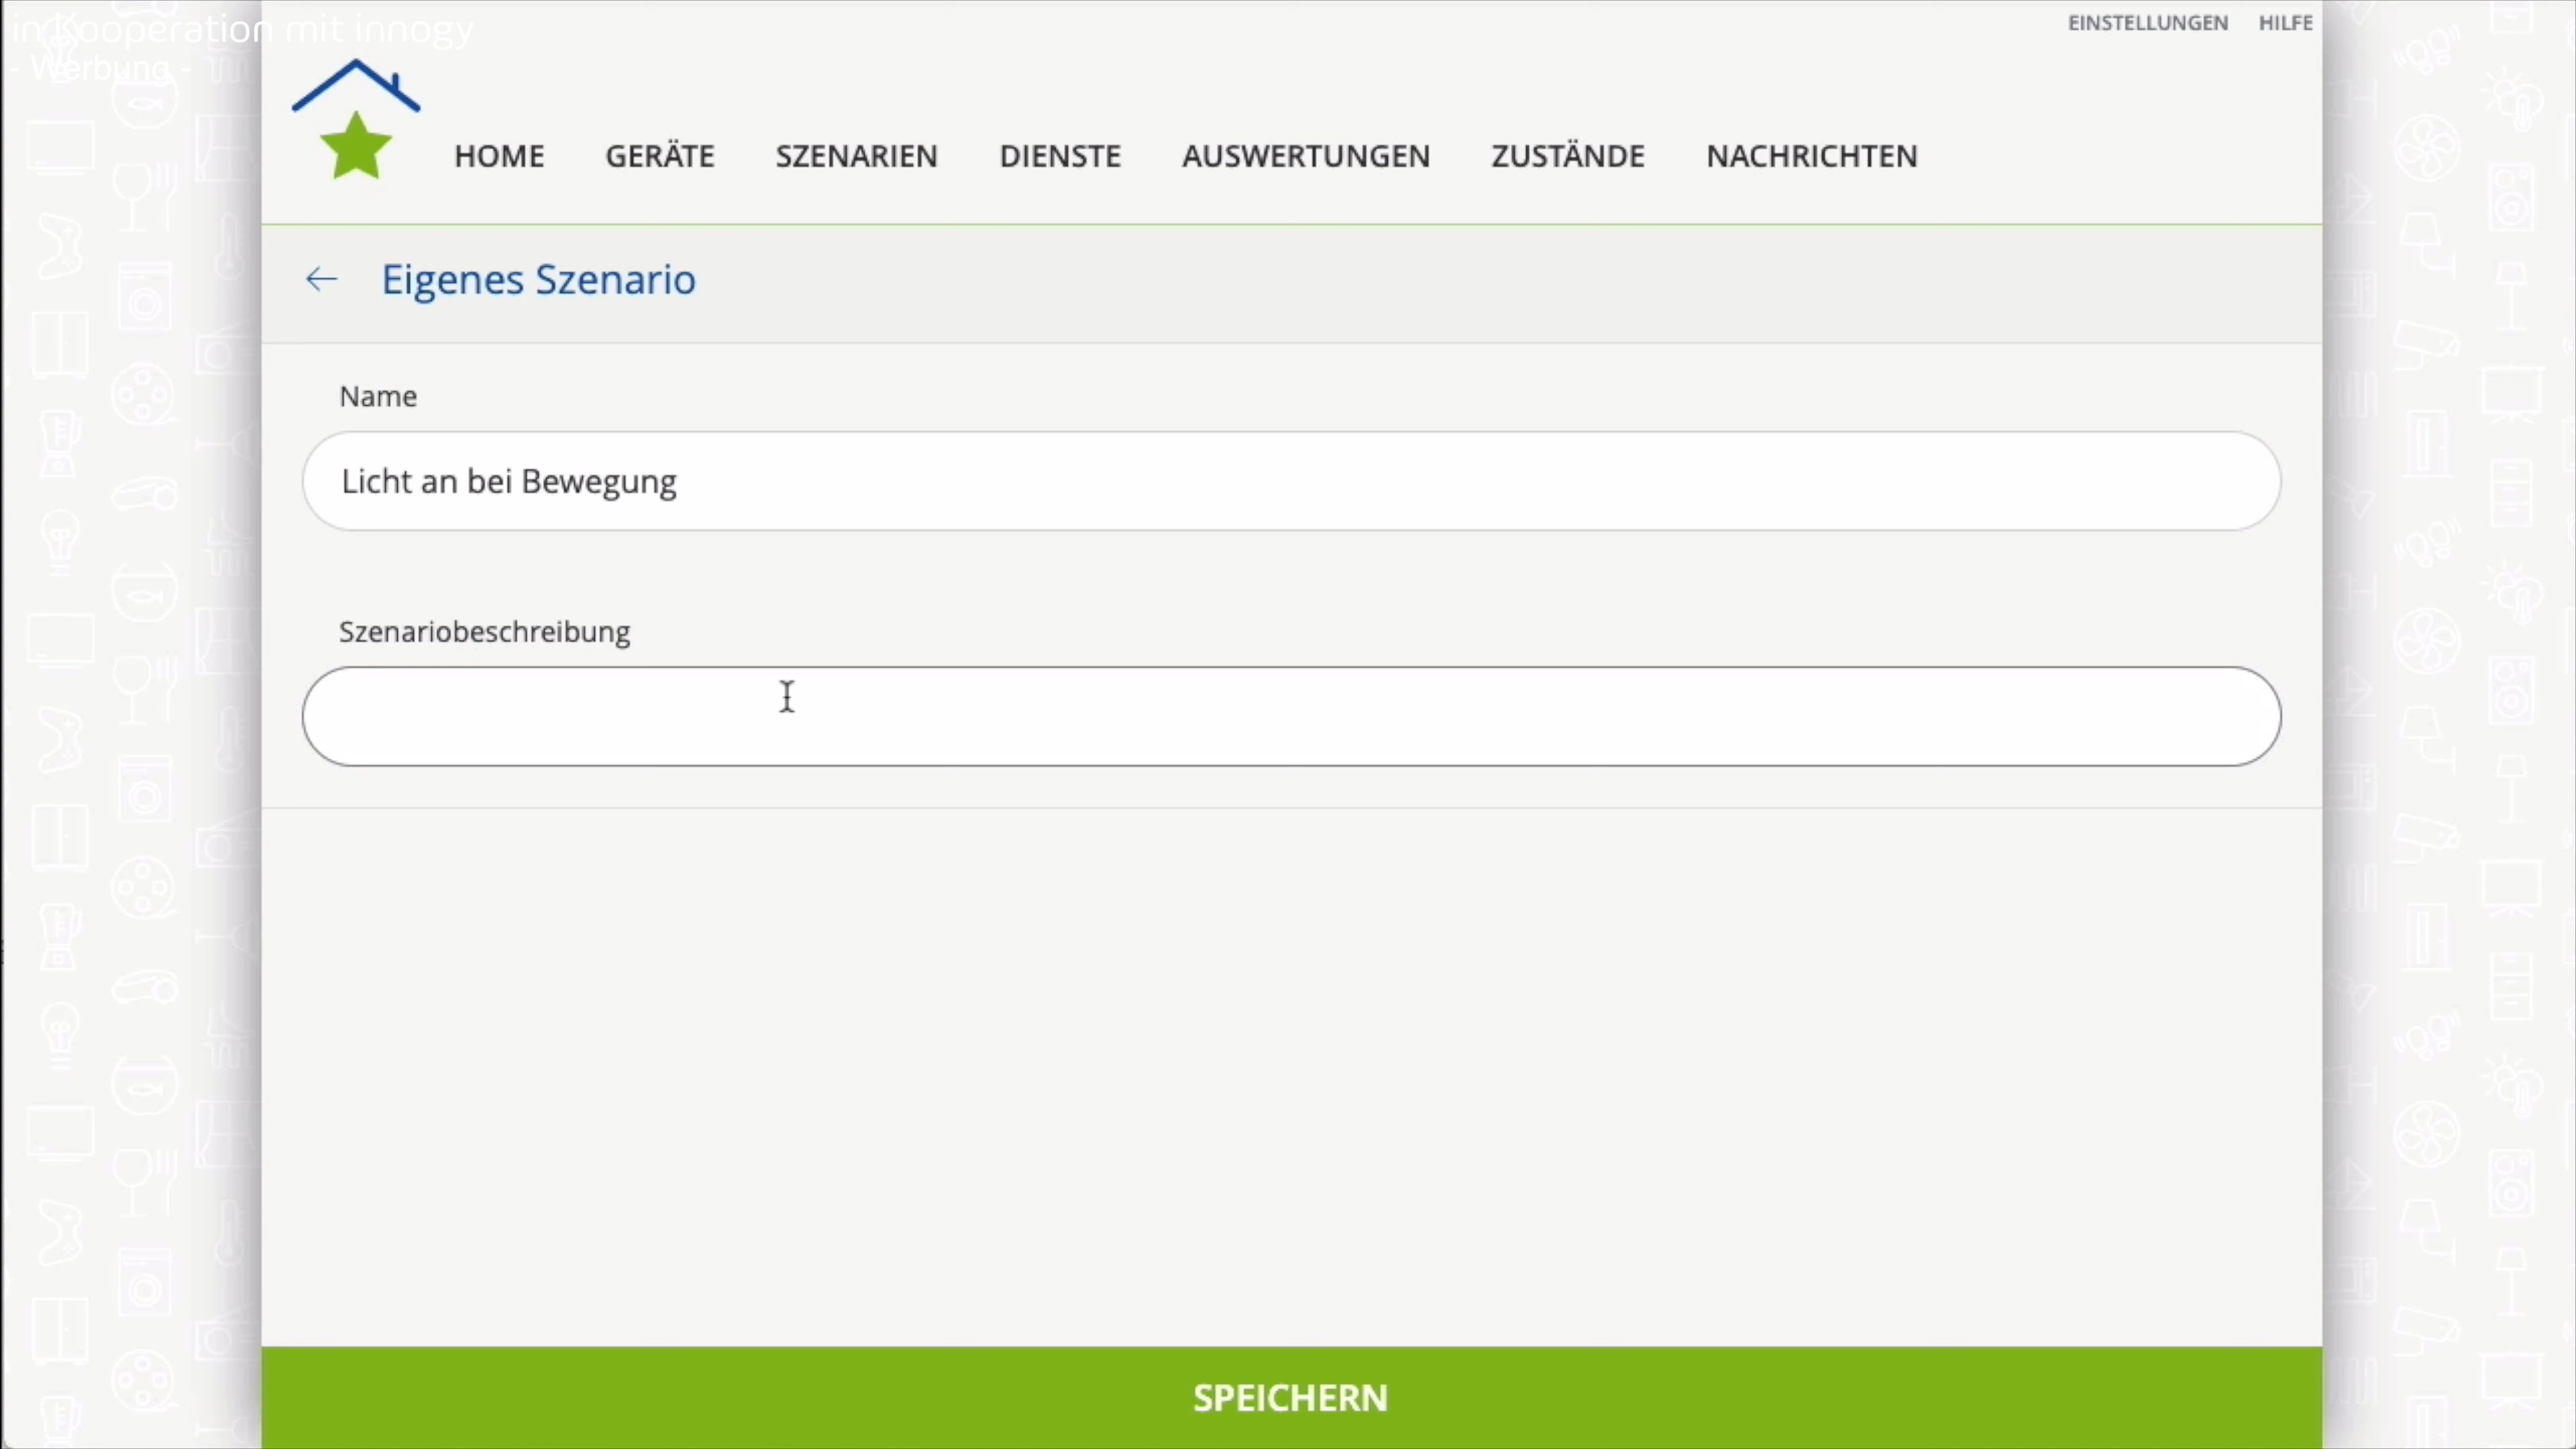 in Kooperation mit innogy
- Werbung -
EINSTELLUNGEN HILFE
HOME GERÄTE SZENARIEN DIENSTE AUSWERTUNGEN ZUSTÄNDE NACHRICHTEN
Eigenes Szenario
Name
Licht an bei Bewegung
Szenariobeschreibung
SPEICHERN